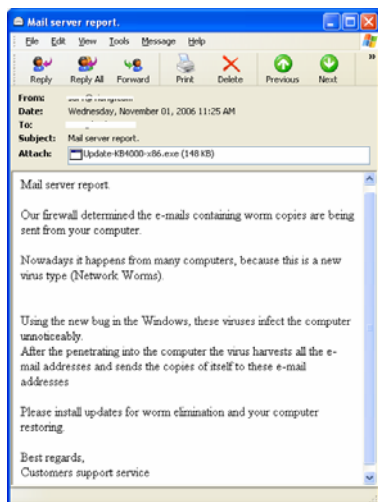 Mail server report.
File Edit View Tools Message Help
Reply Reply All Forward Print Delete Previous Next »
From:
Date: Wednesday, November 01, 2006 11:25 AM
To:
Subject: Mail server report.
Attach: Update-KB4000-x86.exe (148 KB)
Mail server report.
Our firewall determined the e-mails containing worm copies are being
sent from your computer.
Nowadays it happens from many computers, because this is a new
virus type (Network Worms).
Using the new bug in the Windows, these viruses infect the computer
unnoticeably.
After the penetrating into the computer the virus harvests all the e-
mail addresses and sends the copies of itself to these e-mail
addresses
Please install updates for worm elimination and your computer
restoring.
Best regards,
Customers support service